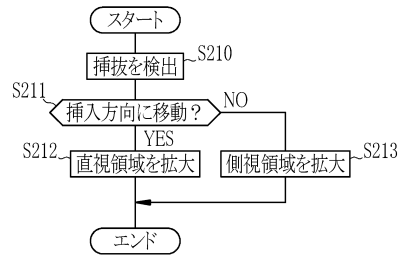 スタート
S210
挿抜を検出
S211
挿入方向に移動？
NO
YES
S212
直視領域を拡大
側視領域を拡大
S213
エンド